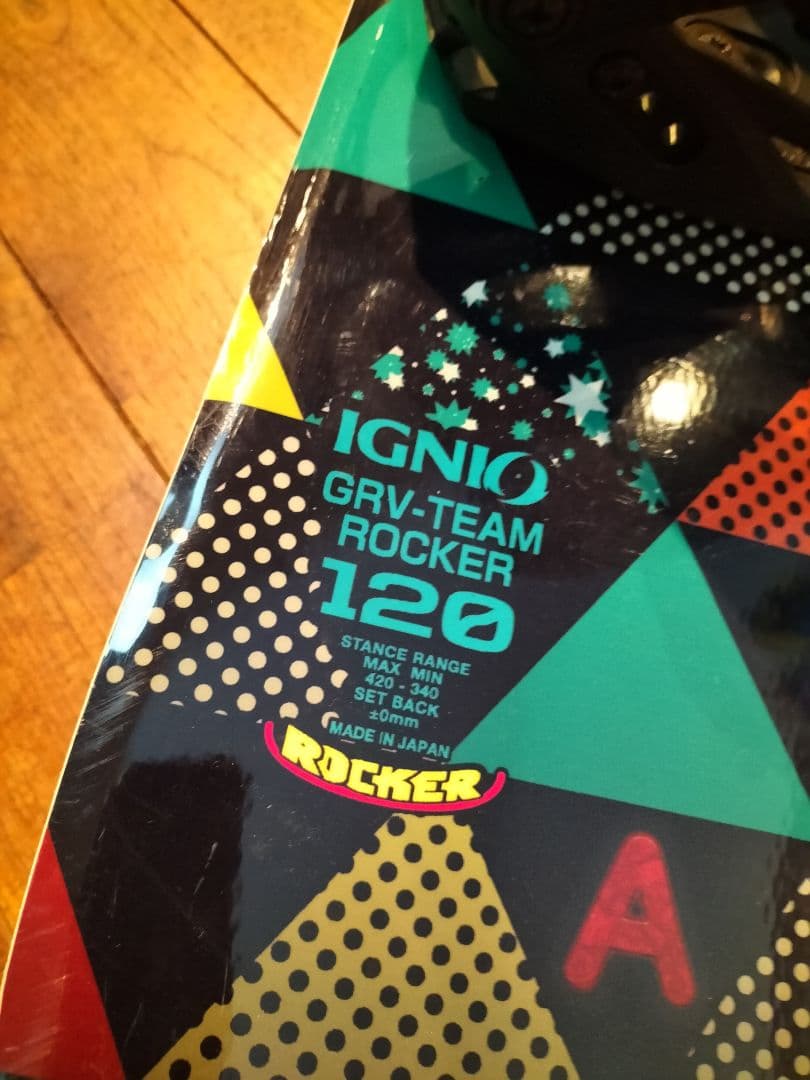 IGNIO
GRV-TEAM
ROCKER
120
STANCE RANGE
MAX MIN
420 - 340
SET BACK
±0mm
MADE IN JAPAN
ROCKER
A